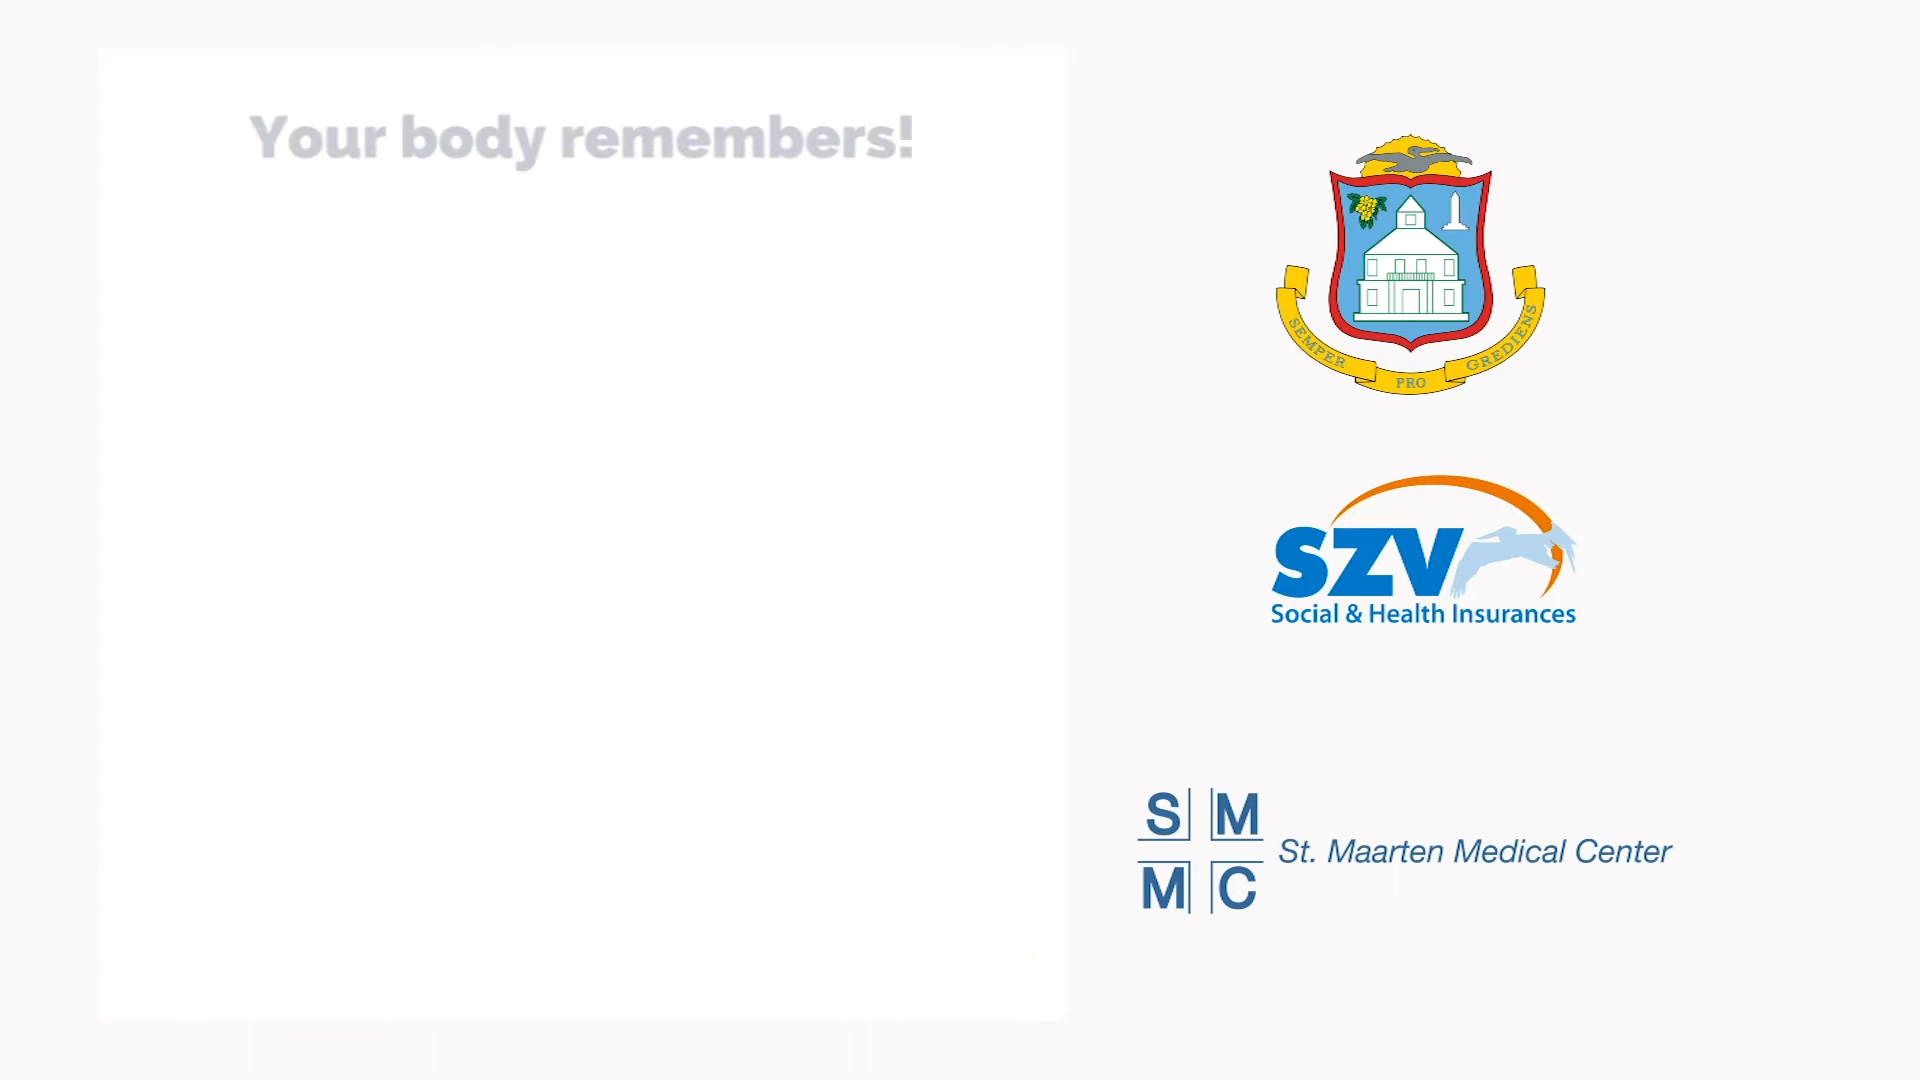 Your body remembers!
SEMPER PRO GREDIENS
SZV
Social & Health Insurances
S M
M C
St. Maarten Medical Center